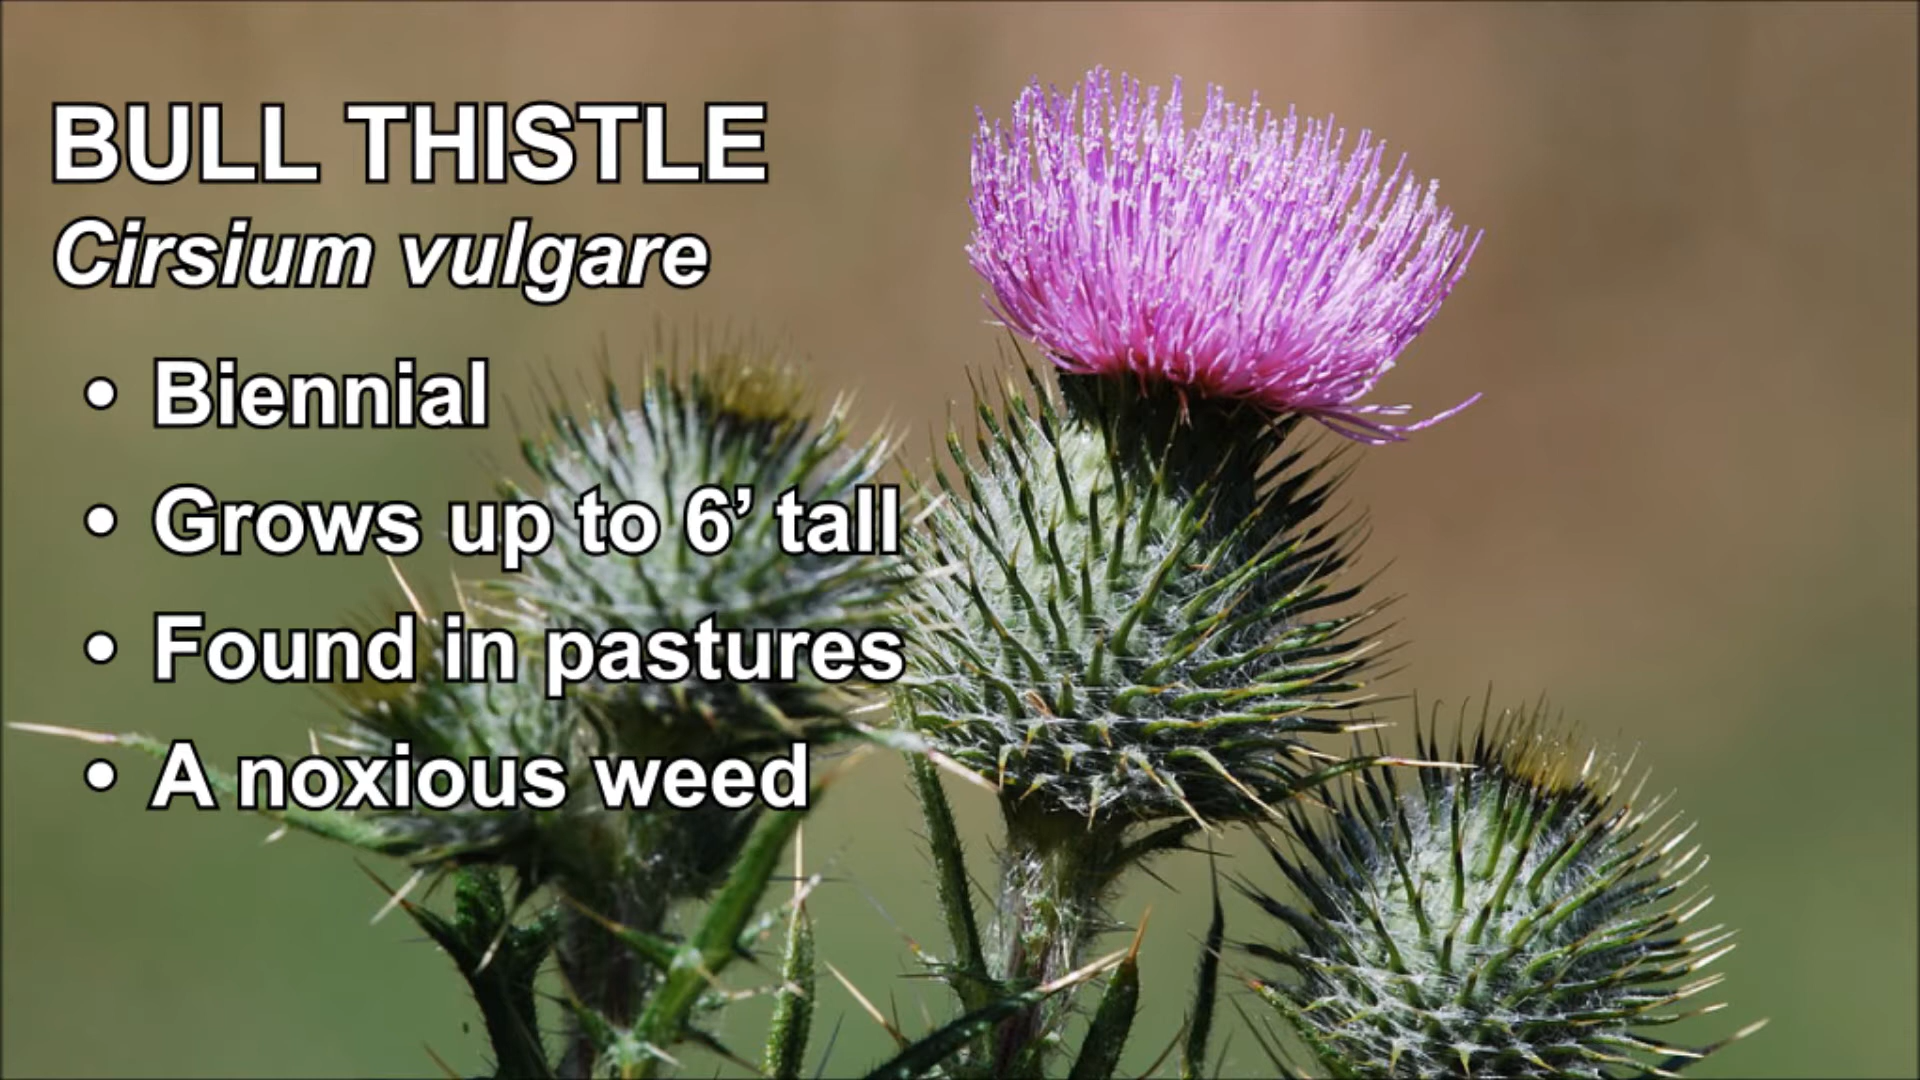 BULL THISTLE
Cirsium vulgare
• Biennial
• Grows up to 6’ tall
• Found in pastures
• A noxious weed